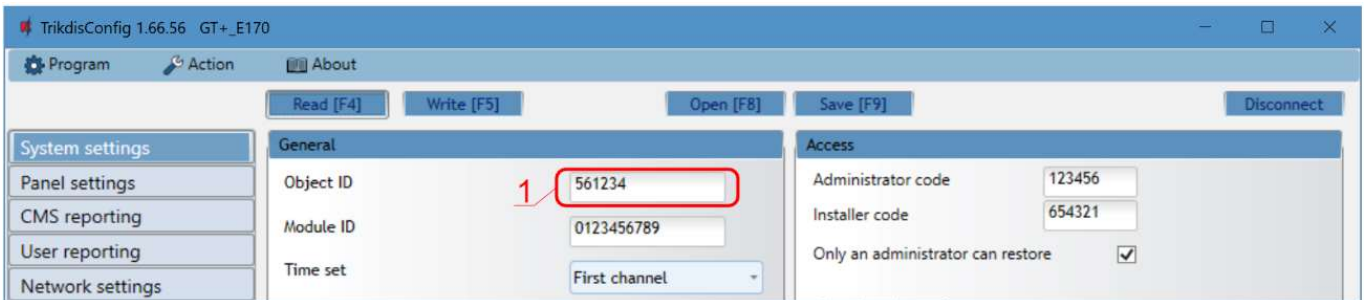 TrikdisConfig 1.66.56 GT+_E170
Program Action About
Read [F4] Write [F5] Open [F8] Save [F9] Disconnect
System settings
Panel settings
CMS reporting
User reporting
Network settings
General
Object ID 1 561234
Module ID 0123456789
Time set First channel
Access
Administrator code 123456
Installer code 654321
Only an administrator can restore